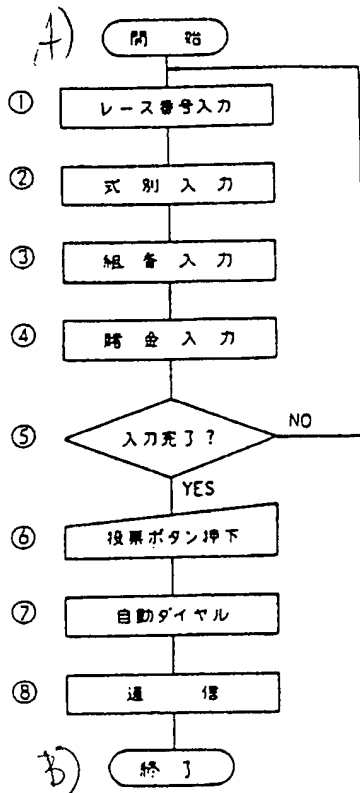 A)
開始
① レース番号入力
② 式別入力
③ 組番入力
④ 賭金入力
⑤ 入力完了? NO
YES
⑥ 投票ボタン押下
⑦ 自動ダイヤル
⑧ 通信
B) 終了